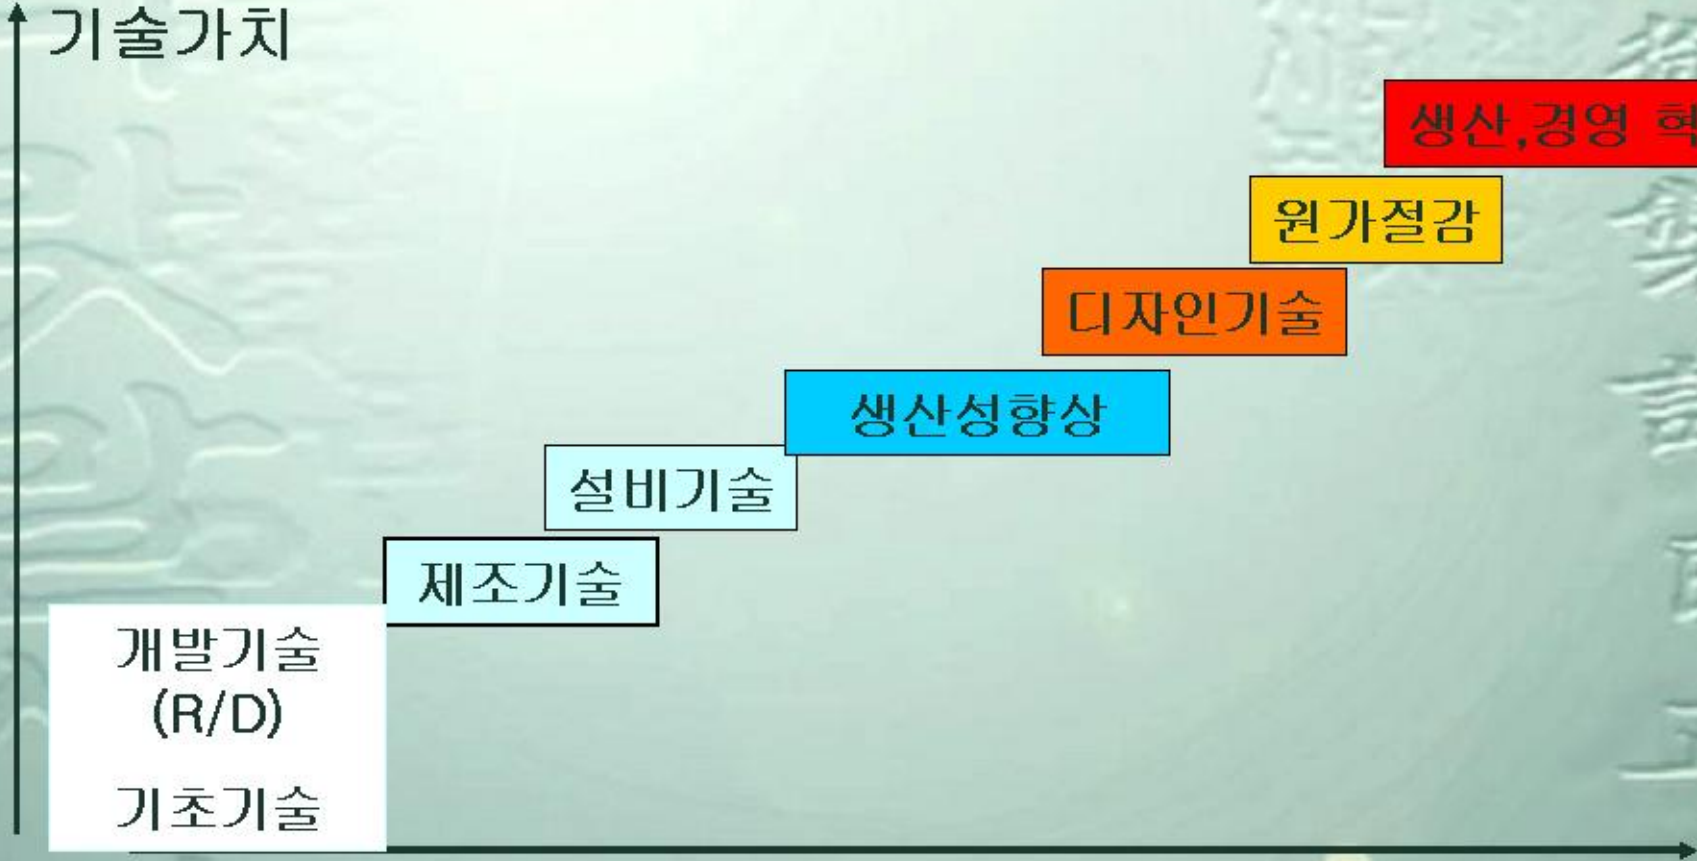 기술가치
생산,경영
원가절감
디자인기술
생산성향상
설비기술
제조기술
개발기술
(R/D)
기초기술